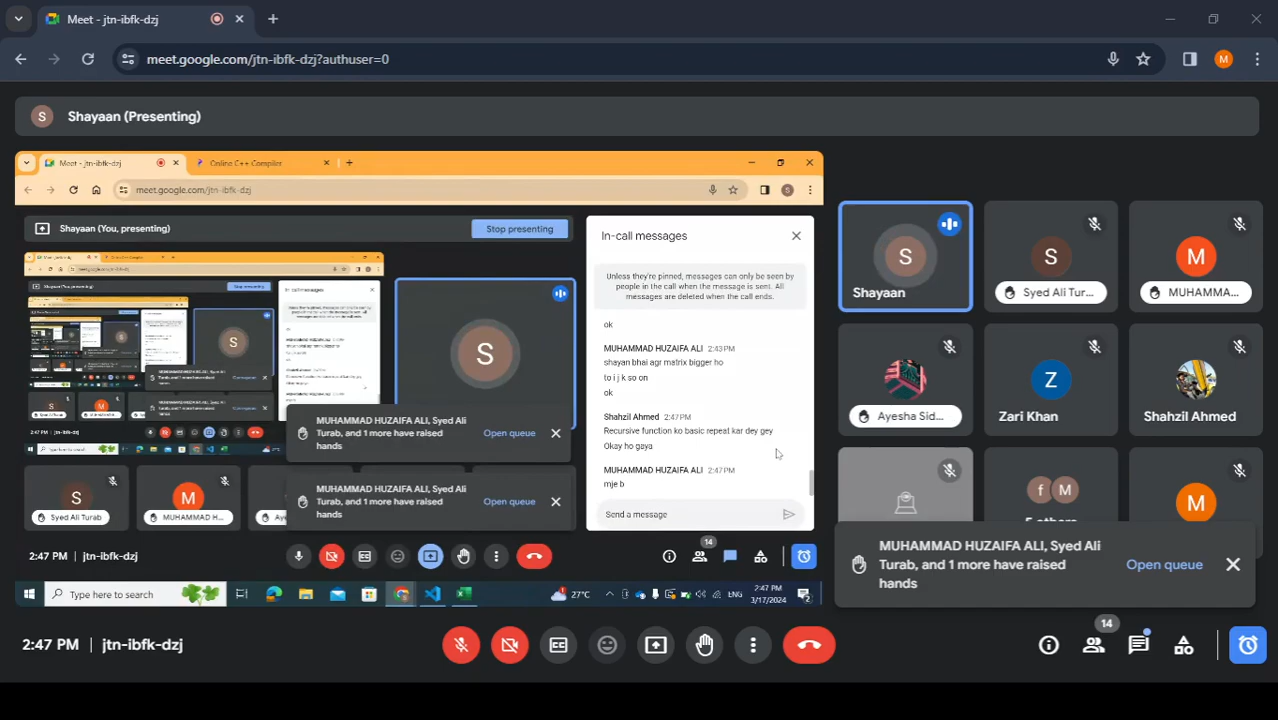 Meet - jtn-ibfk-dzj
meet.google.com/jtn-ibfk-dzj?authuser=0
M
S
Shayaan (Presenting)
Meet - jtn-ibfk-dzj
Online C++ Compiler
meet.google.com/jtn-ibfk-dzj
S
Shayaan (You, presenting)
Stop presenting
In-call messages
Unless they're pinned, messages can only be seen by
people in the call when the message is sent. All
messages are deleted when the call ends.
ok
MUHAMMAD HUZAIFA ALI 2:43 PM
shayan bhai agr matrix bigger ho
to i j k so on
ok
Shahzil Ahmed 2:47 PM
Recursive function ko basic repeat kar dey gey
Okay ho gaya
MUHAMMAD HUZAIFA ALI 2:47 PM
mje b
Send a message
In-call messages
S
S
MUHAMMAD HUZAIFA ALI, Syed Ali
Turab, and 1 more have raised
hands
Open queue
MUHAMMAD HUZAIFA ALI, Syed Ali
Turab, and 1 more have raised
hands
Open queue
S
Syed Ali Turab
M
MUHAMMAD H...
2:47 PM | jtn-ibfk-dzj
14
Type here to search
27°C
ENG
2:47 PM
3/17/2024
2
S
Shayaan
S
Syed Ali Tur...
M
MUHAMMA...
Ayesha Sid...
Z
Zari Khan
Shahzil Ahmed
f
M
M
MUHAMMAD HUZAIFA ALI, Syed Ali
Turab, and 1 more have raised
hands
Open queue
2:47 PM | jtn-ibfk-dzj
14